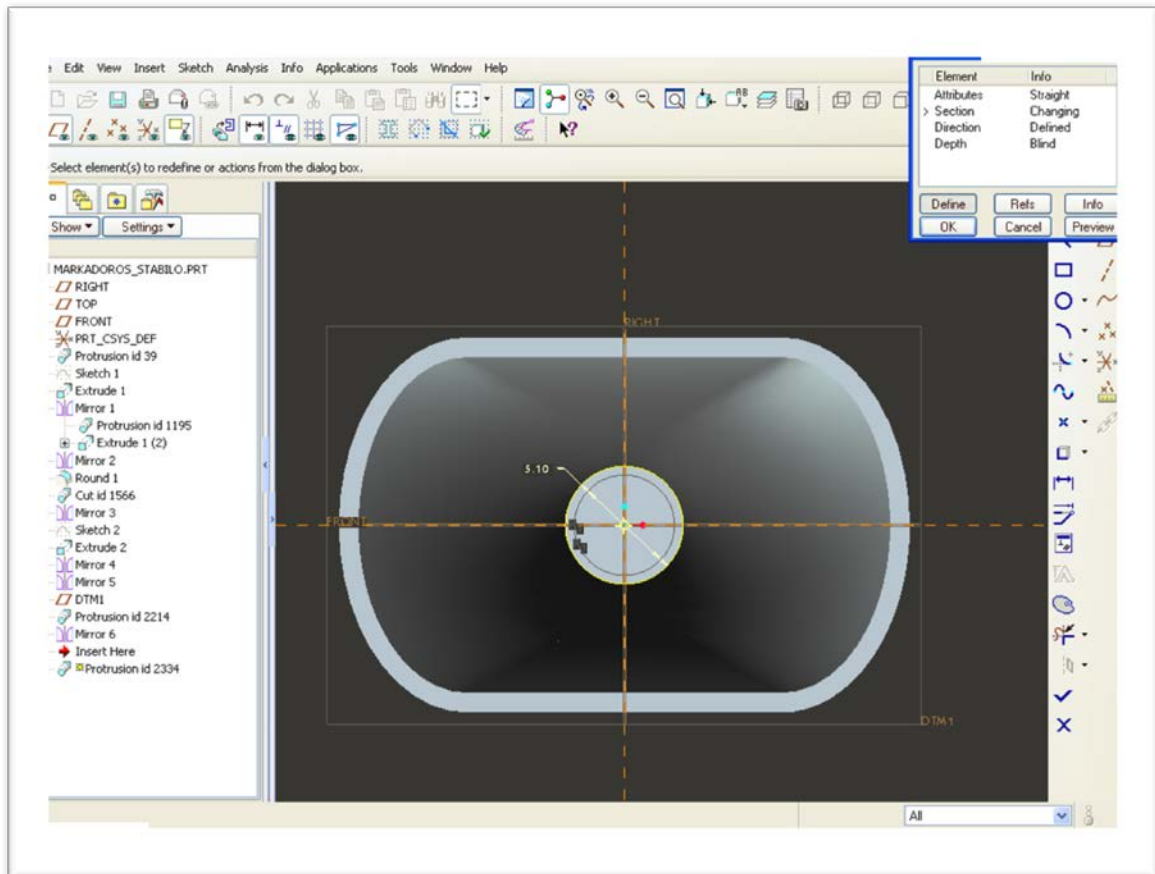 Edit View Insert Sketch Analysis Info Applications Tools Window Help
Select element(s) to redefine or actions from the dialog box.
Show Settings
MARKADOROS_STABILO.PRT
RIGHT
TOP
FRONT
PRT_CSYS_DEF
Protrusion id 39
Sketch 1
Extrude 1
Mirror 1
Protrusion id 1195
Extrude 1 (2)
Mirror 2
Round 1
Cut id 1566
Mirror 3
Sketch 2
Extrude 2
Mirror 4
Mirror 5
DTM1
Protrusion id 2214
Mirror 6
Insert Here
Protrusion id 2334
RIGHT
5.10
FRONT
DTM1
Element Info
Attributes Straight
> Section Changing
Direction Defined
Depth Blind
Define Refs Info
OK Cancel Preview
All